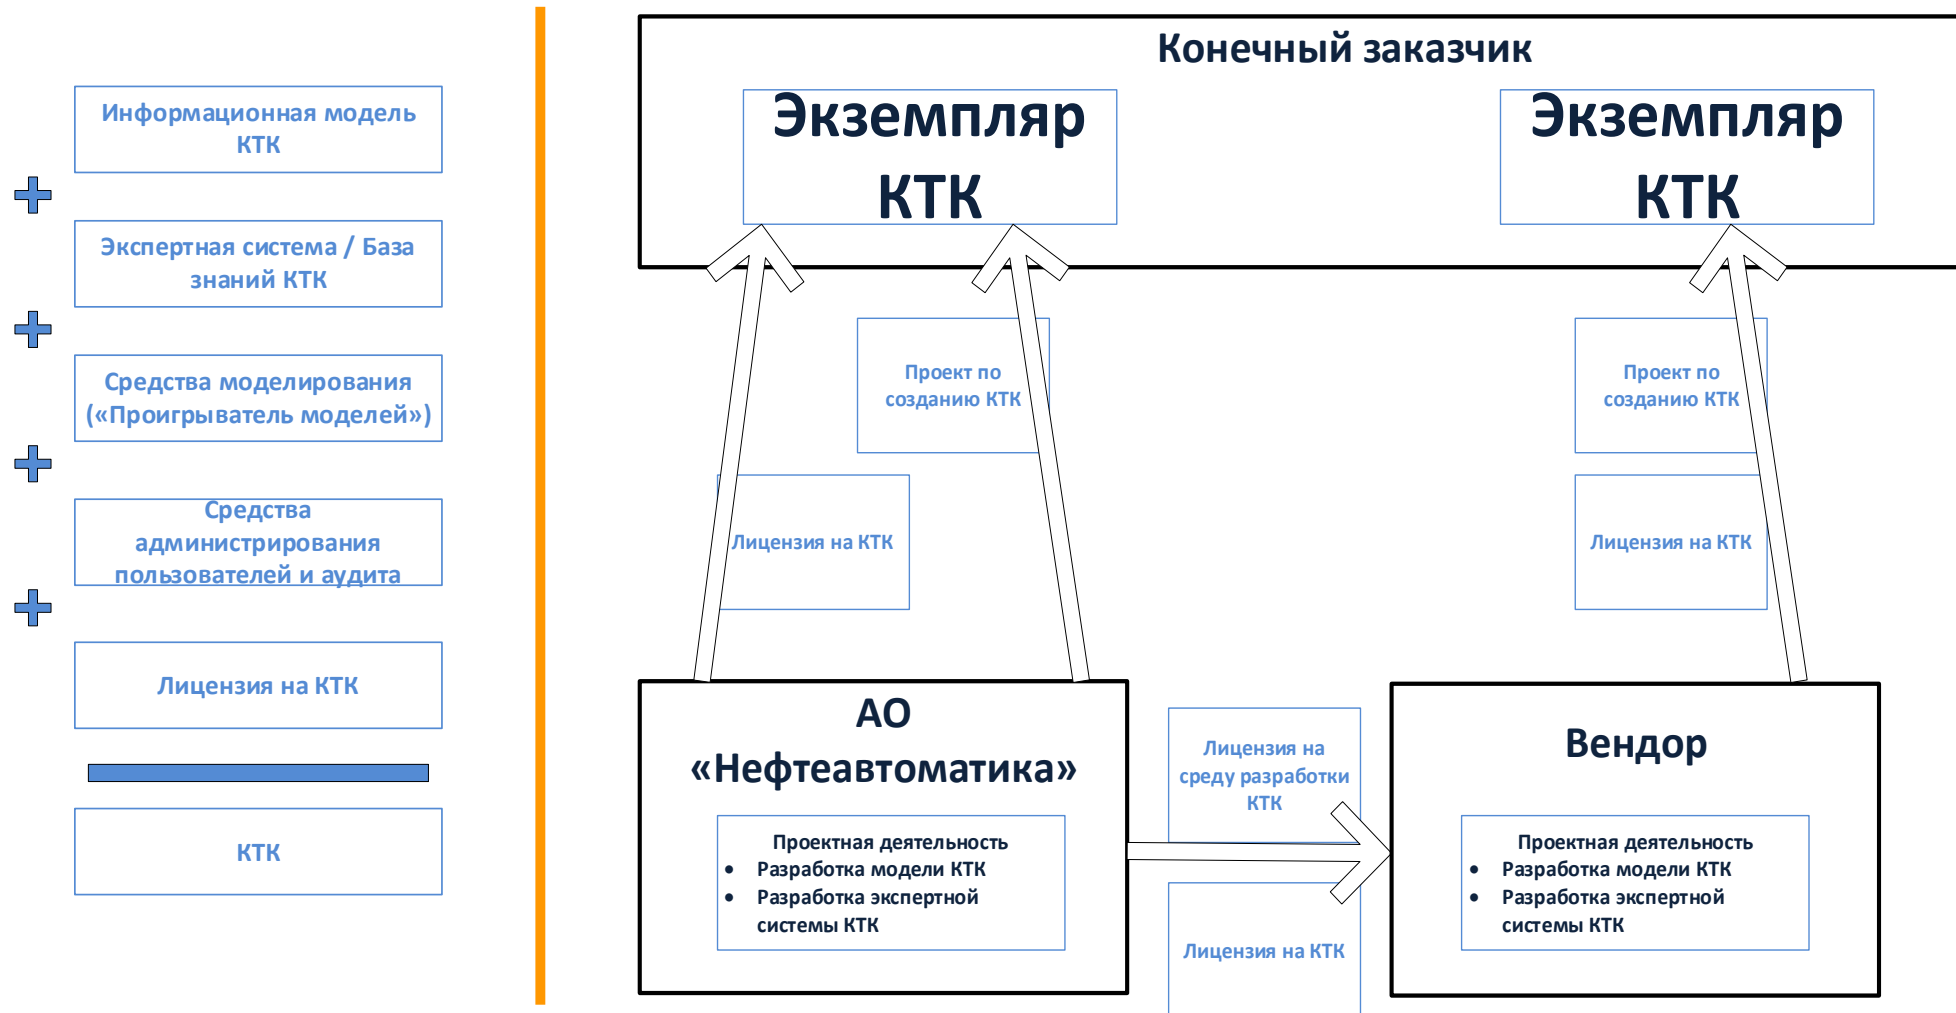 Информационная модель
КТК
Экспертная система / База
знаний КТК
Средства моделирования
(«Проигрыватель моделей»)
Средства
администрирования
пользователей и аудита
Лицензия на КТК
КТК
Конечный заказчик
Экземпляр
КТК
Экземпляр
КТК
Проект по
созданию КТК
Лицензия на КТК
Проект по
созданию КТК
Лицензия на КТК
АО
«Нефтеавтоматика»
Проектная деятельность
• Разработка модели КТК
• Разработка экспертной
системы КТК
Лицензия на
среду разработки
КТК
Лицензия на КТК
Вендор
Проектная деятельность
• Разработка модели КТК
• Разработка экспертной
системы КТК